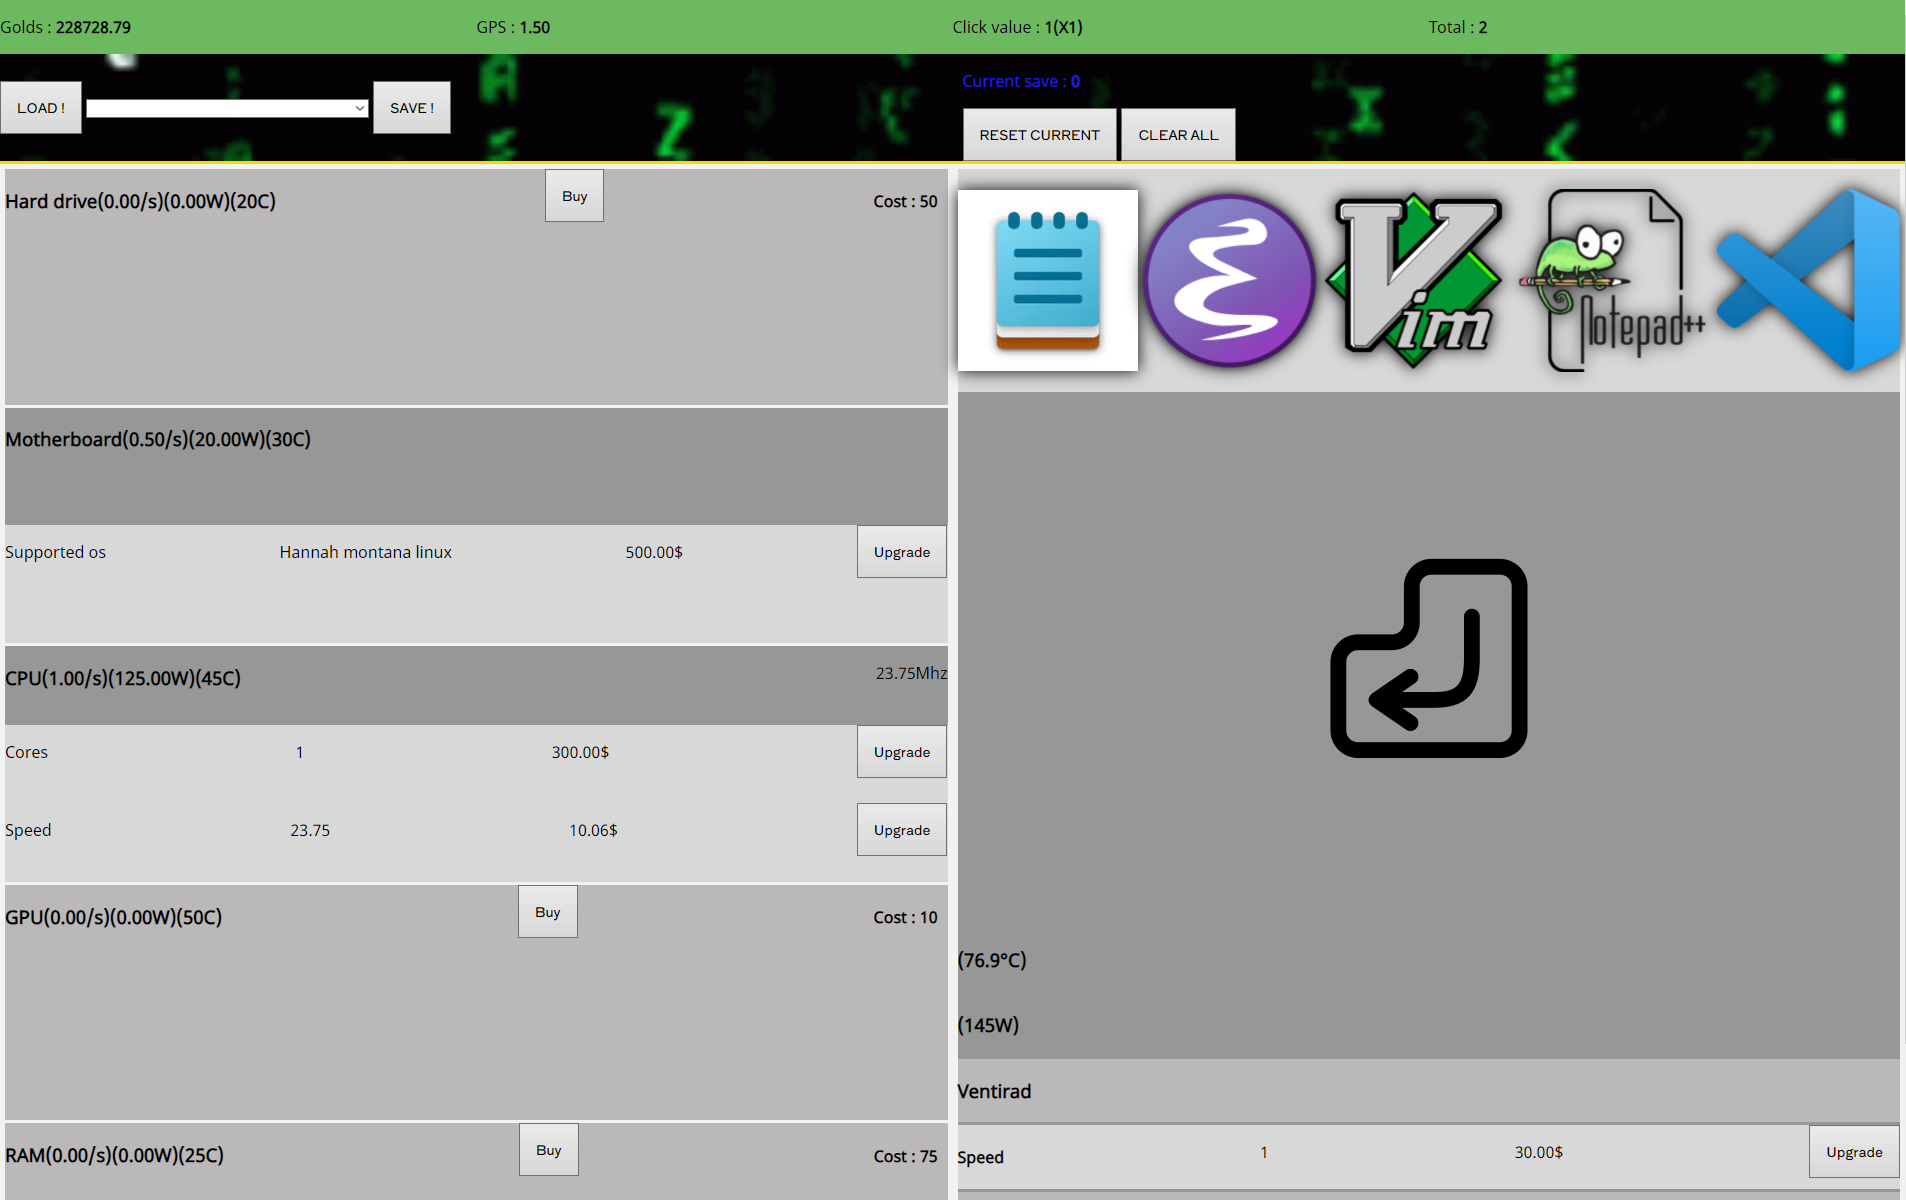 Golds : 228728.79 GPS : 1.50 Click value : 1(X1) Total : 2
LOAD ! SAVE !
Current save : 0
RESET CURRENT CLEAR ALL
Hard drive(0.00/s)(0.00W)(20C) Buy Cost : 50
Motherboard(0.50/s)(20.00W)(30C)
Supported os Hannah montana linux 500.00$ Upgrade
CPU(1.00/s)(125.00W)(45C) 23.75Mhz
Cores 1 300.00$ Upgrade
Speed 23.75 10.06$ Upgrade
GPU(0.00/s)(0.00W)(50C) Buy Cost : 10
RAM(0.00/s)(0.00W)(25C) Buy Cost : 75
Vim
Notepad++
(76.9°C)
(145W)
Ventirad
Speed 1 30.00$ Upgrade